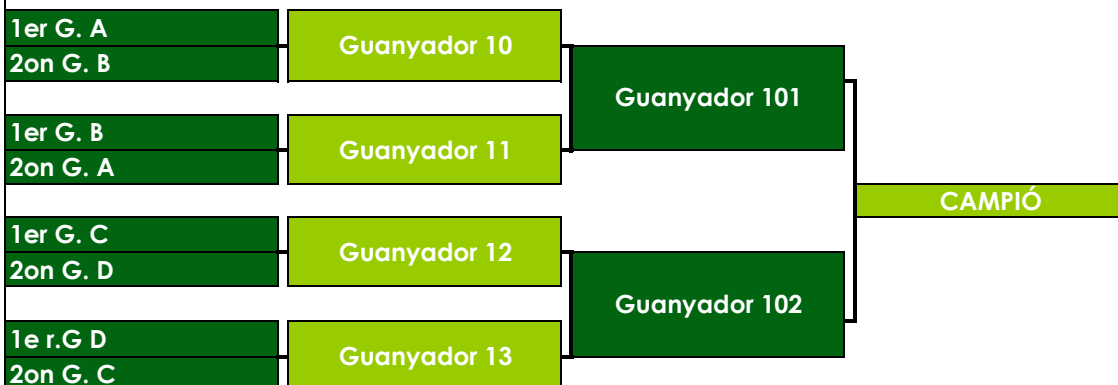 1er G. A
2on G. B
Guanyador 10
Guanyador 101
1er G. B
2on G. A
Guanyador 11
CAMPIÓ
1er G. C
2on G. D
Guanyador 12
Guanyador 102
1e r.G D
2on G. C
Guanyador 13